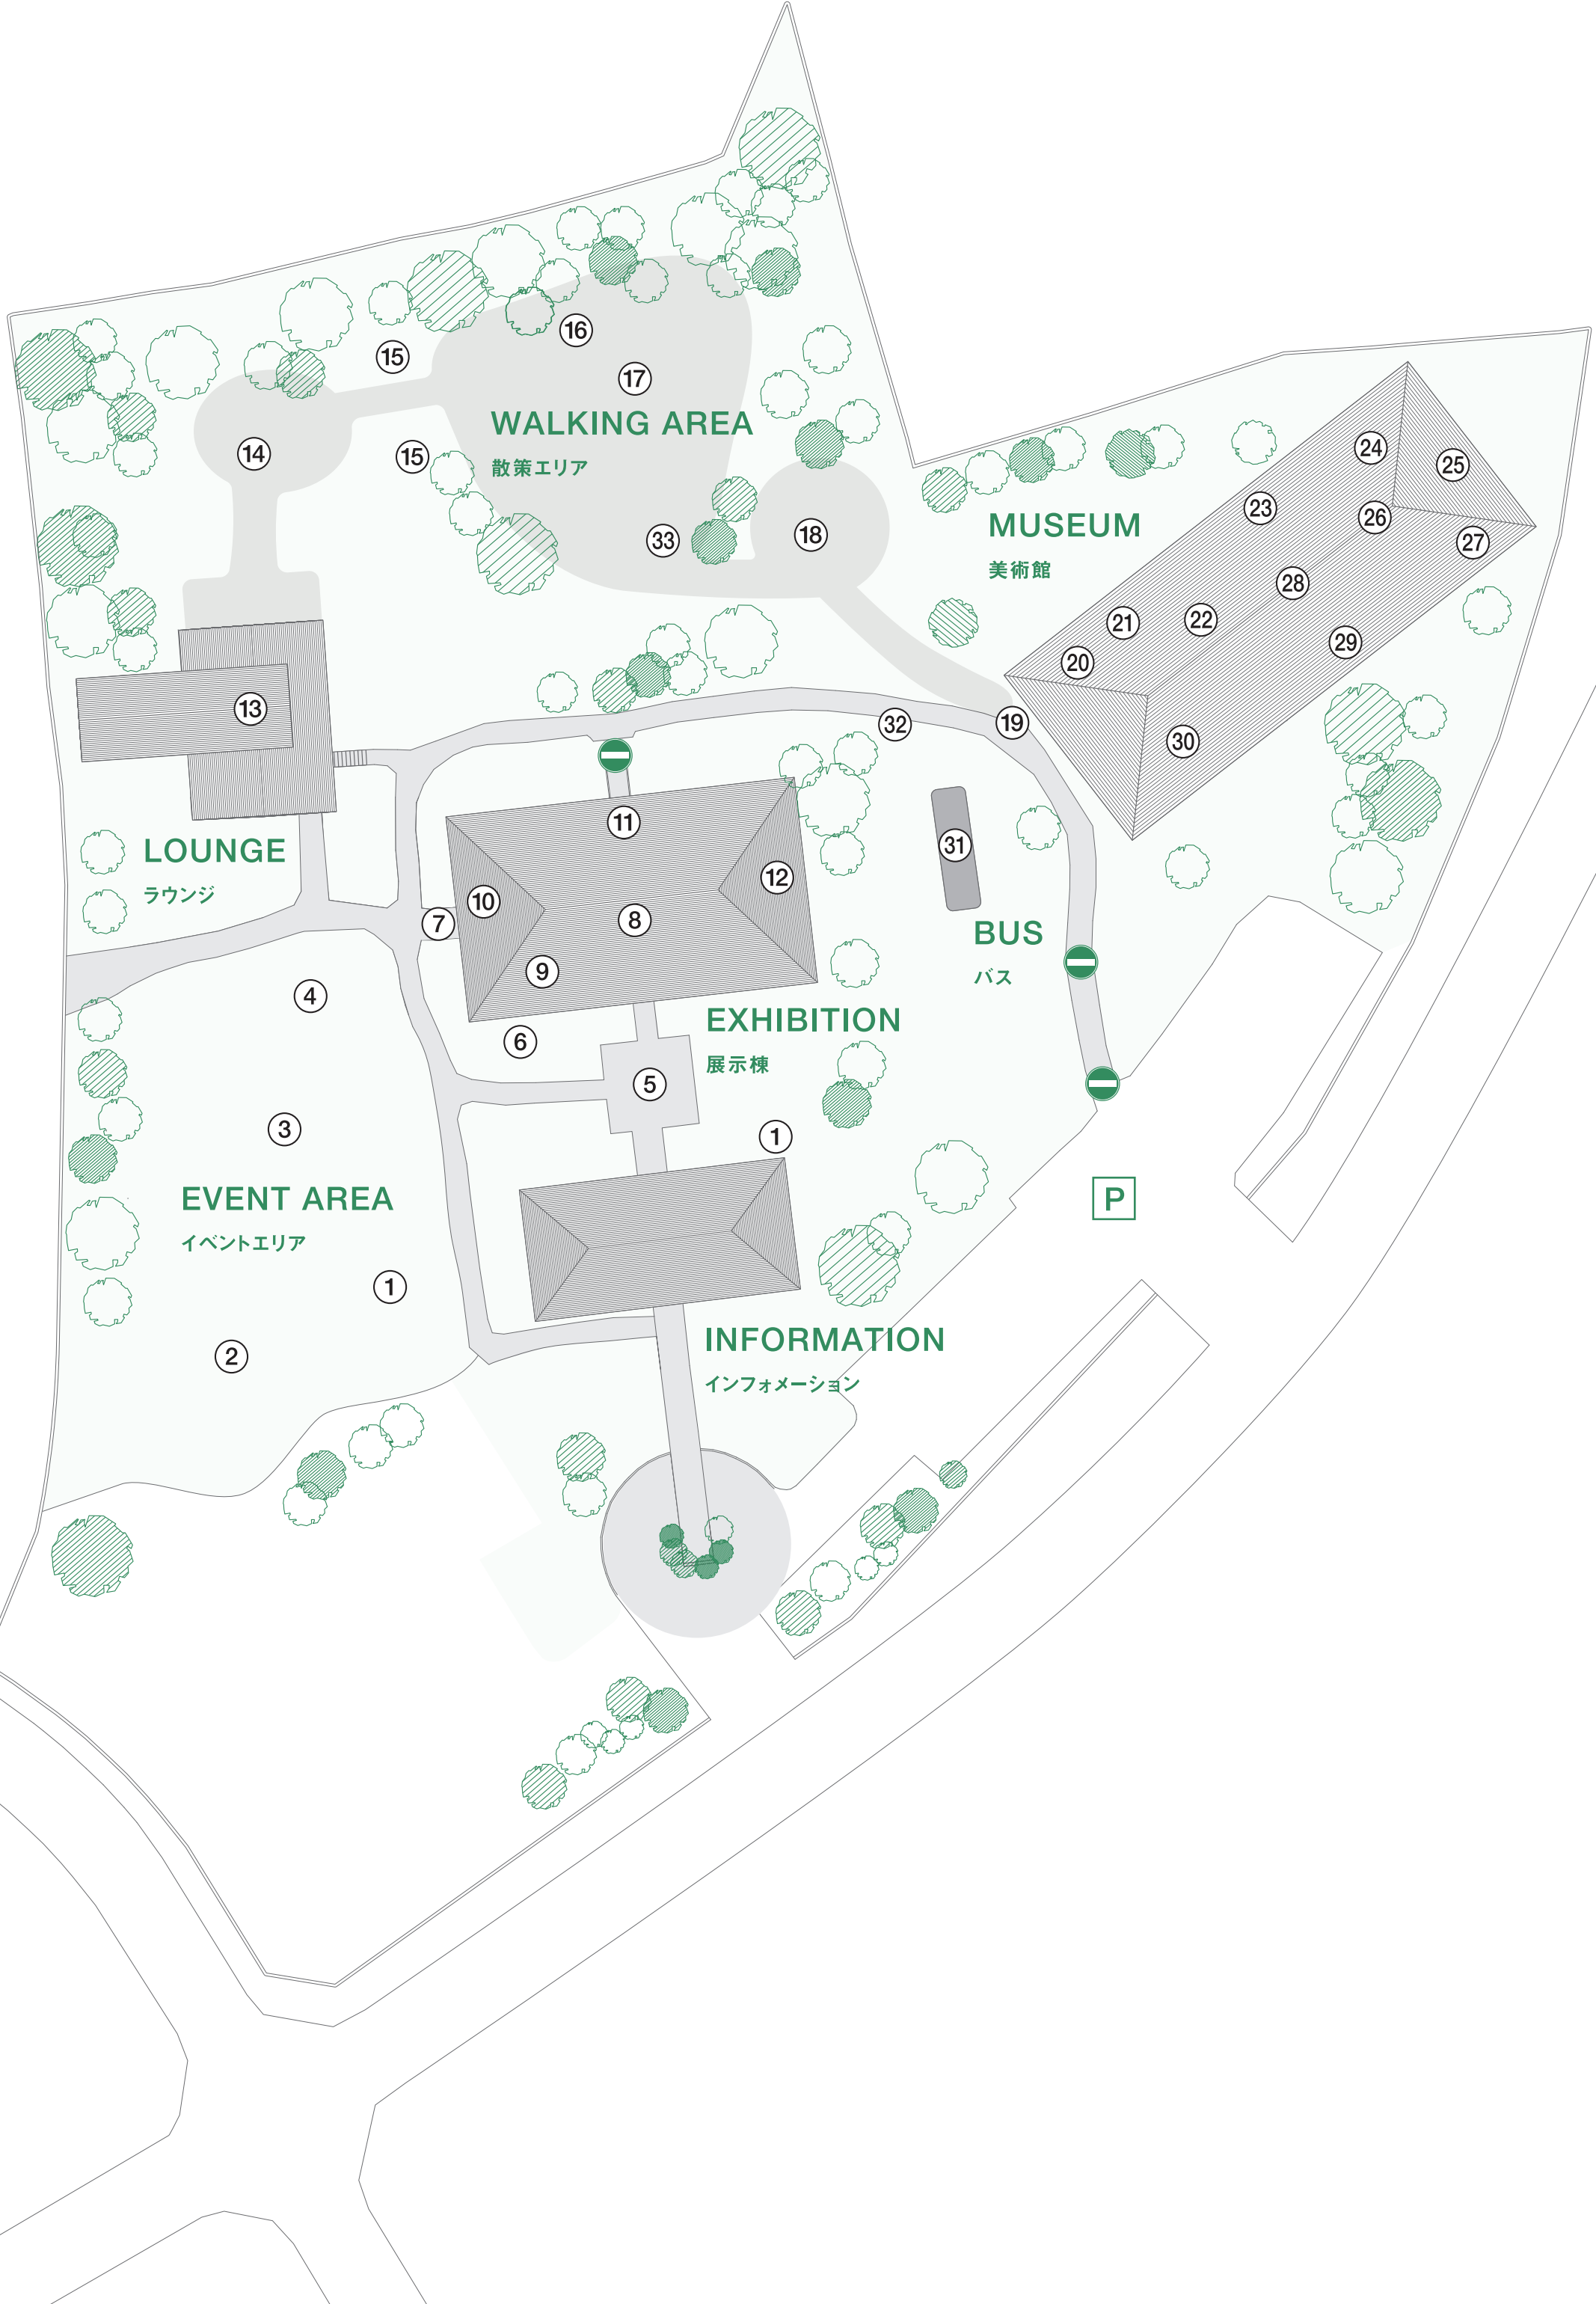 ⑯
⑮
⑰
WALKING AREA
散策エリア
⑭
⑮
㉝
⑱
MUSEUM
美術館
㉔
㉕
㉓
㉖
㉗
㉘
㉑
㉒
㉙
⑳
㉚
⑬
⑲
㉜
⑪
㉛
⑫
⑩
⑧
⑦
⑨
LOUNGE
ラウンジ
BUS
バス
④
⑥
⑤
EXHIBITION
展示棟
③
①
EVENT AREA
イベントエリア
P
①
②
INFORMATION
インフォメーション